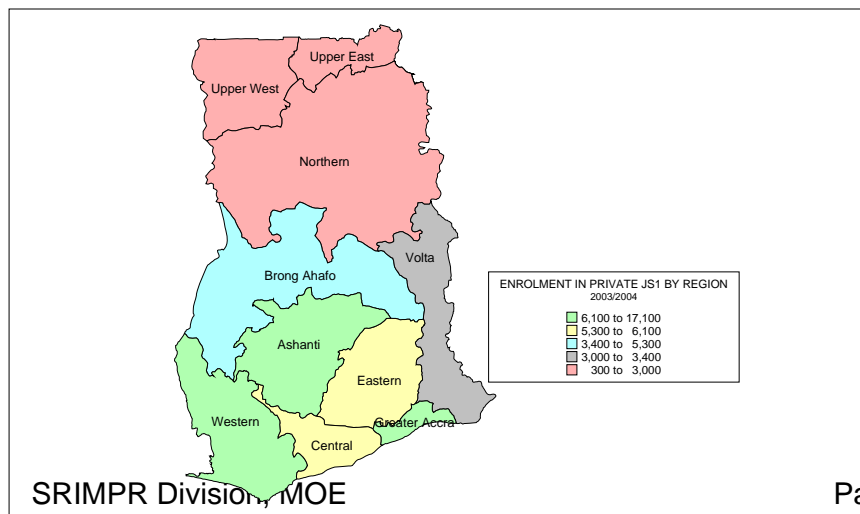 Upper East
Upper West
Northern
Volta
Brong Ahafo
ENROLMENT IN PRIVATE JS1 BY REGION
2003/2004
6,100 to 17,100
5,300 to 6,100
3,400 to 5,300
3,000 to 3,400
300 to 3,000
Ashanti
Eastern
Western
Greater Accra
Central
SRIMPR Division, MOE
Pa